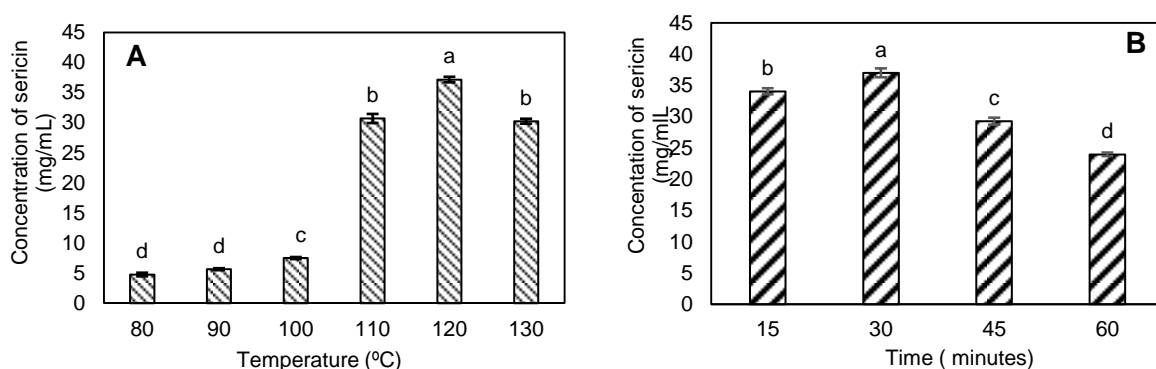 A
Concentration of sericin
(mg/mL)
45
40
35
30
25
20
15
10
5
0
d
d
c
b
a
b
80 90 100 110 120 130
Temperature (ºC)
B
Concentation of sericin
(mg/mlL
45
40
35
30
25
20
15
10
5
0
b
a
c
d
15 30 45 60
Time ( minutes)